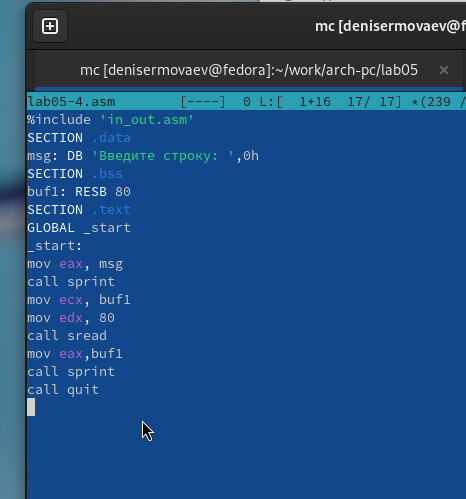 mc [denisermovaev@f
mc [denisermovaev@fedora]:~/work/arch-pc/lab05
lab05-4.asm [----] 0 L:[ 1+16 17/ 17] *(239 /
%include 'in_out.asm'
SECTION .data
msg: DB 'Введите строку: ',0h
SECTION .bss
buf1: RESB 80
SECTION .text
GLOBAL _start
_start:
mov eax, msg
call sprint
mov ecx, buf1
mov edx, 80
call sread
mov eax,buf1
call sprint
call quit